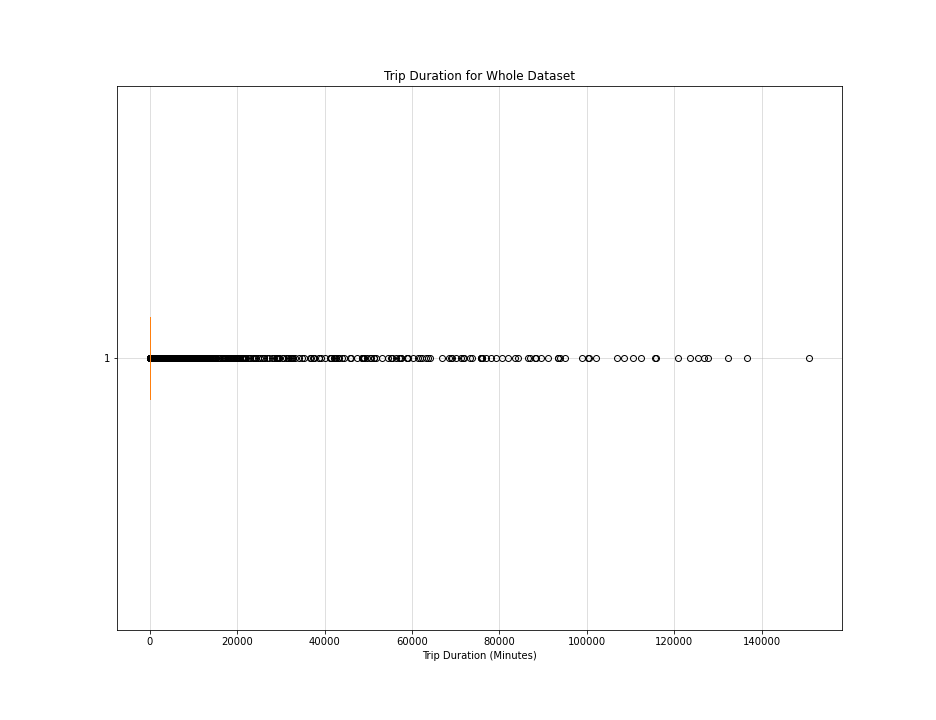 Trip Duration for Whole Dataset
1
0 20000 40000 60000 80000 100000 120000 140000
Trip Duration (Minutes)